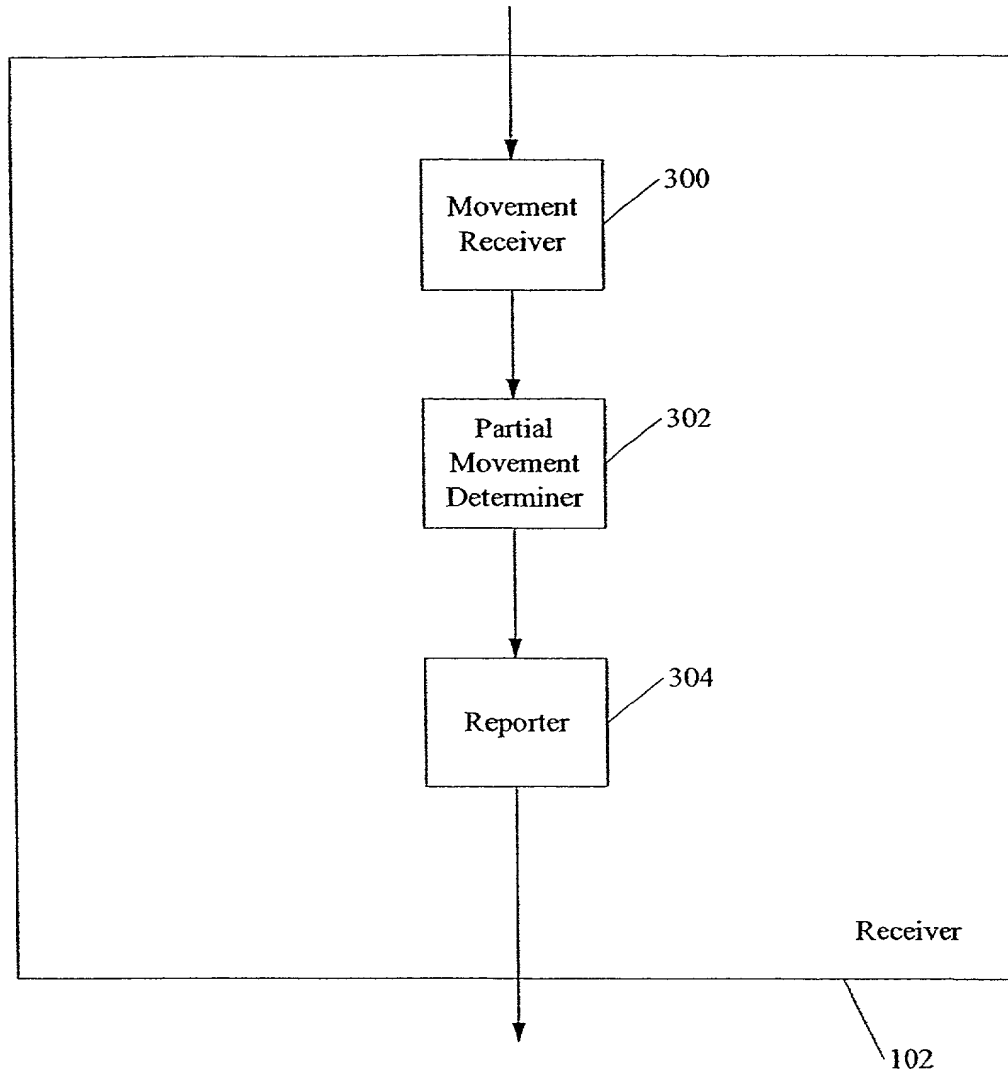 Movement
Receiver
300
Partial
Movement
Determiner
302
Reporter
304
Receiver
102